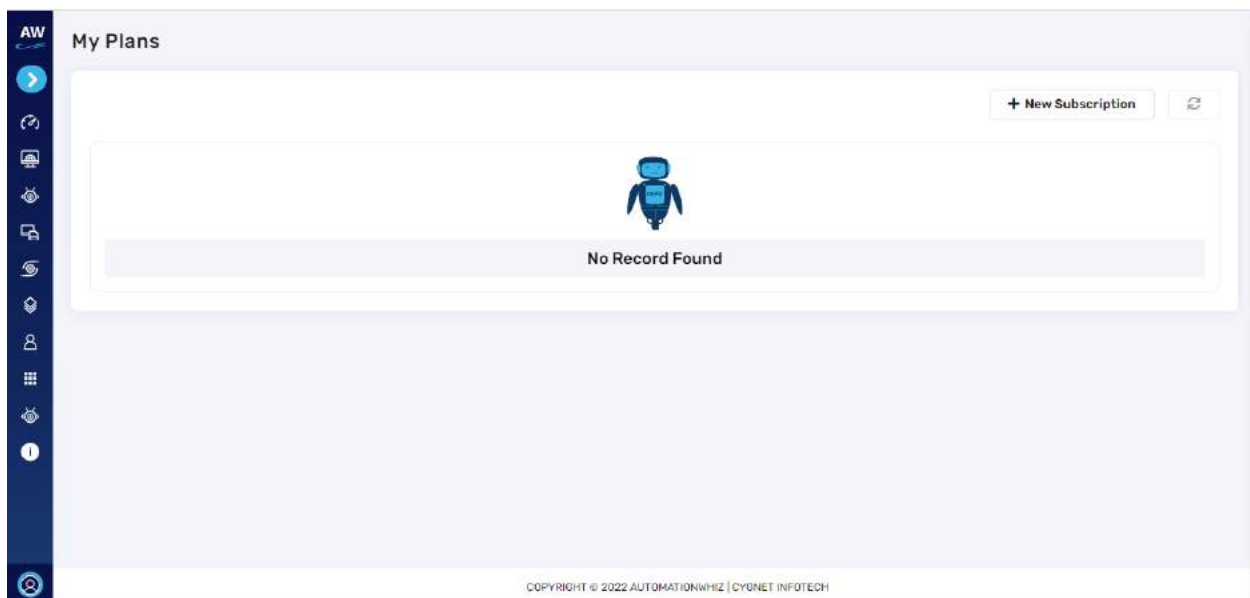 AW
My Plans
+ New Subscription
No Record Found
COPYRIGHT © 2022 AUTOMATIONWHIZ | CYGNET INFOTECH